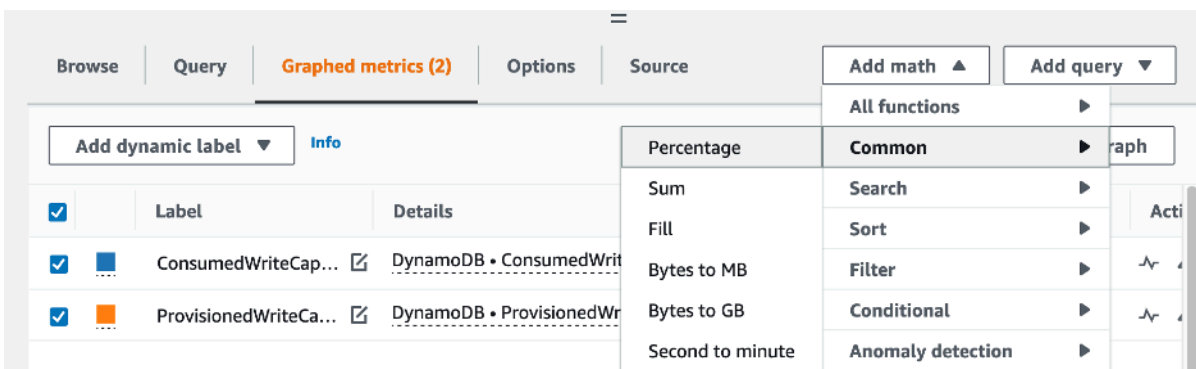 Browse Query Graphed metrics (2) Options Source Add math Add query
All functions
Add dynamic label Info Percentage Common
Sum Search
Label Details Fill Sort
ConsumedWriteCap... DynamoDB • ConsumedWrit Bytes to MB Filter
ProvisionedWriteCa... DynamoDB • ProvisionedWr Bytes to GB Conditional
Second to minute Anomaly detection